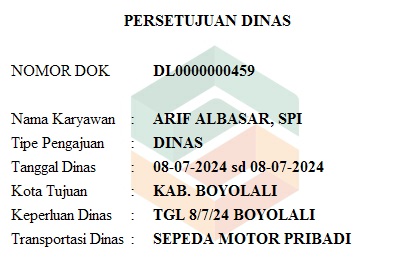 PERSETUJUAN DINAS
NOMOR DOK DL0000000459
Nama Karyawan : ARIF ALBASAR, SPI
Tipe Pengajuan : DINAS
Tanggal Dinas : 08-07-2024 sd 08-07-2024
Kota Tujuan : KAB. BOYOLALI
Keperluan Dinas : TGL 8/7/24 BOYOLALI
Transportasi Dinas : SEPEDA MOTOR PRIBADI